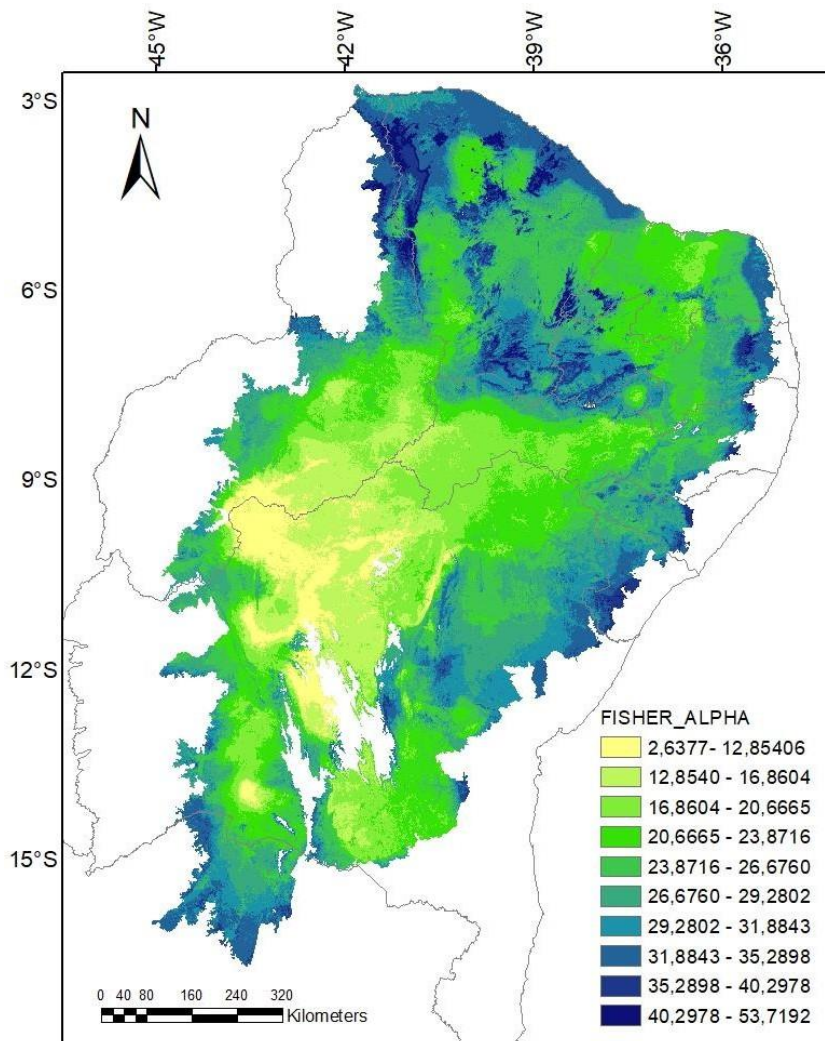 45°W 42°W 39°W 36°W
3°S
N
6°S
9°S
12°S
15°S
FISHER_ALPHA
2,6377- 12,85406
12,8540 - 16,8604
16,8604 - 20,6665
20,6665 - 23,8716
23,8716 - 26,6760
26,6760 - 29,2802
29,2802 - 31,8843
31,8843 - 35,2898
35,2898 - 40,2978
40,2978 - 53,7192
0 40 80 160 240 320
Kilometers